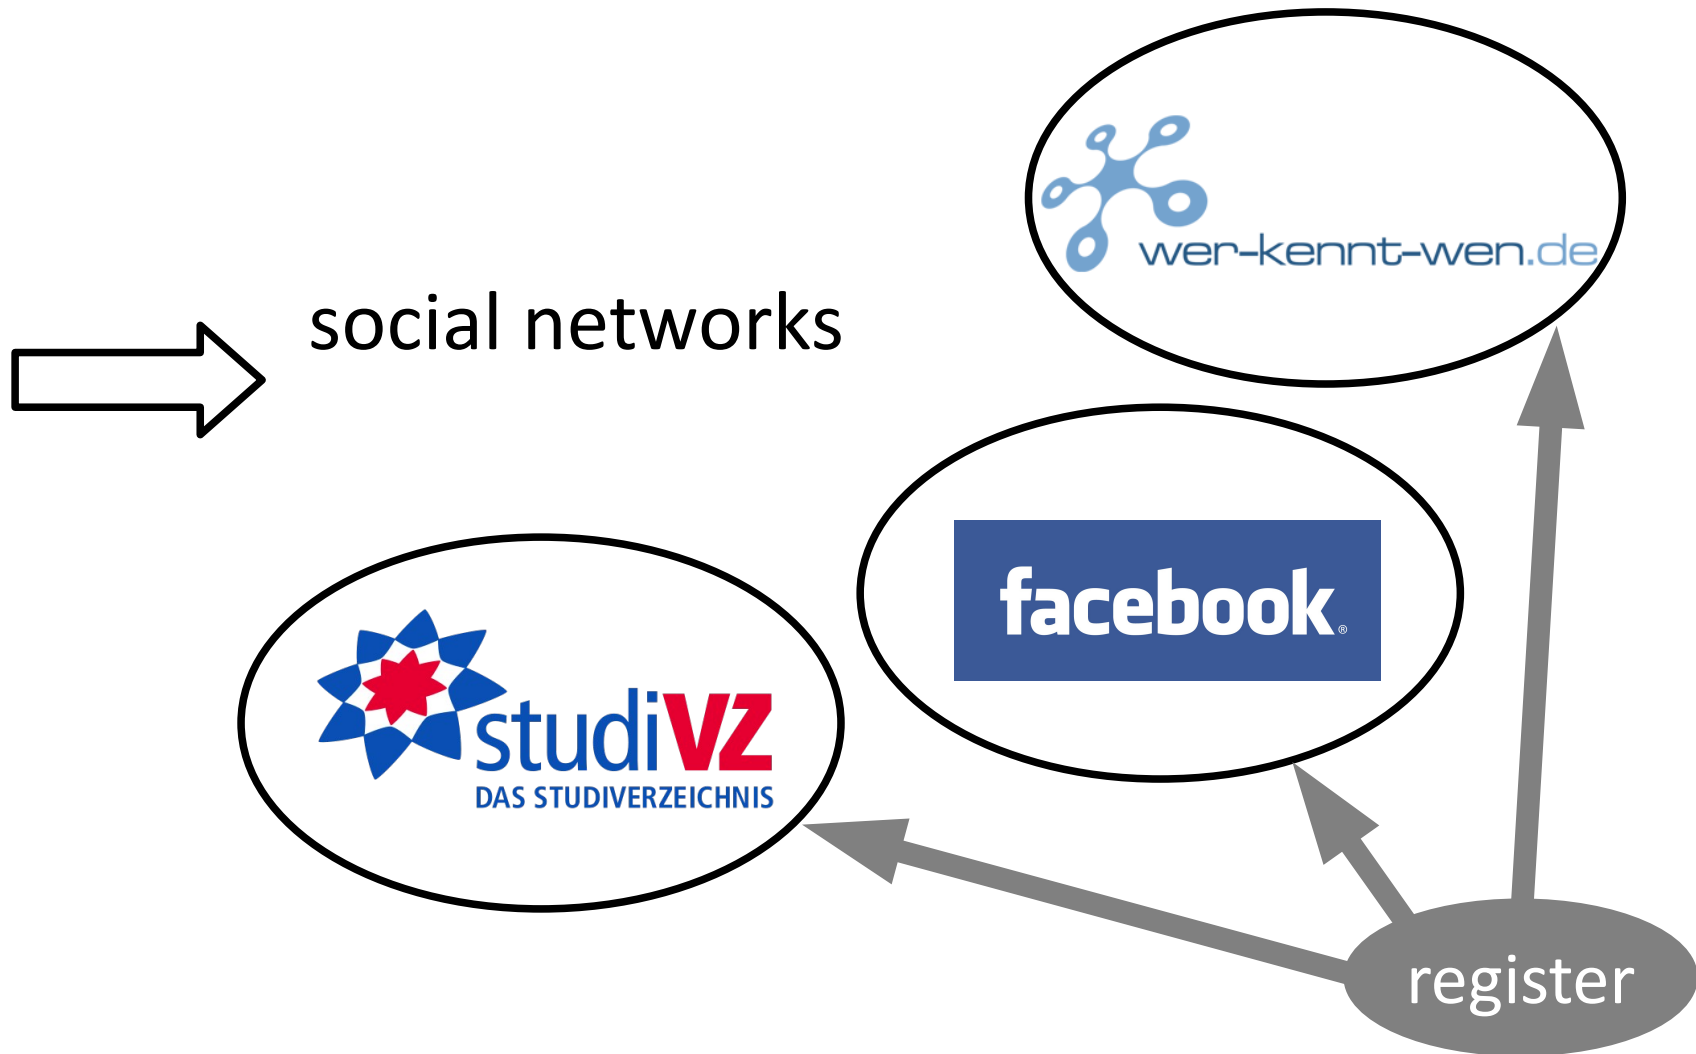 wer-kennt-wen.de
social networks
facebook®
studiVZ
DAS STUDIVERZEICHNIS
register